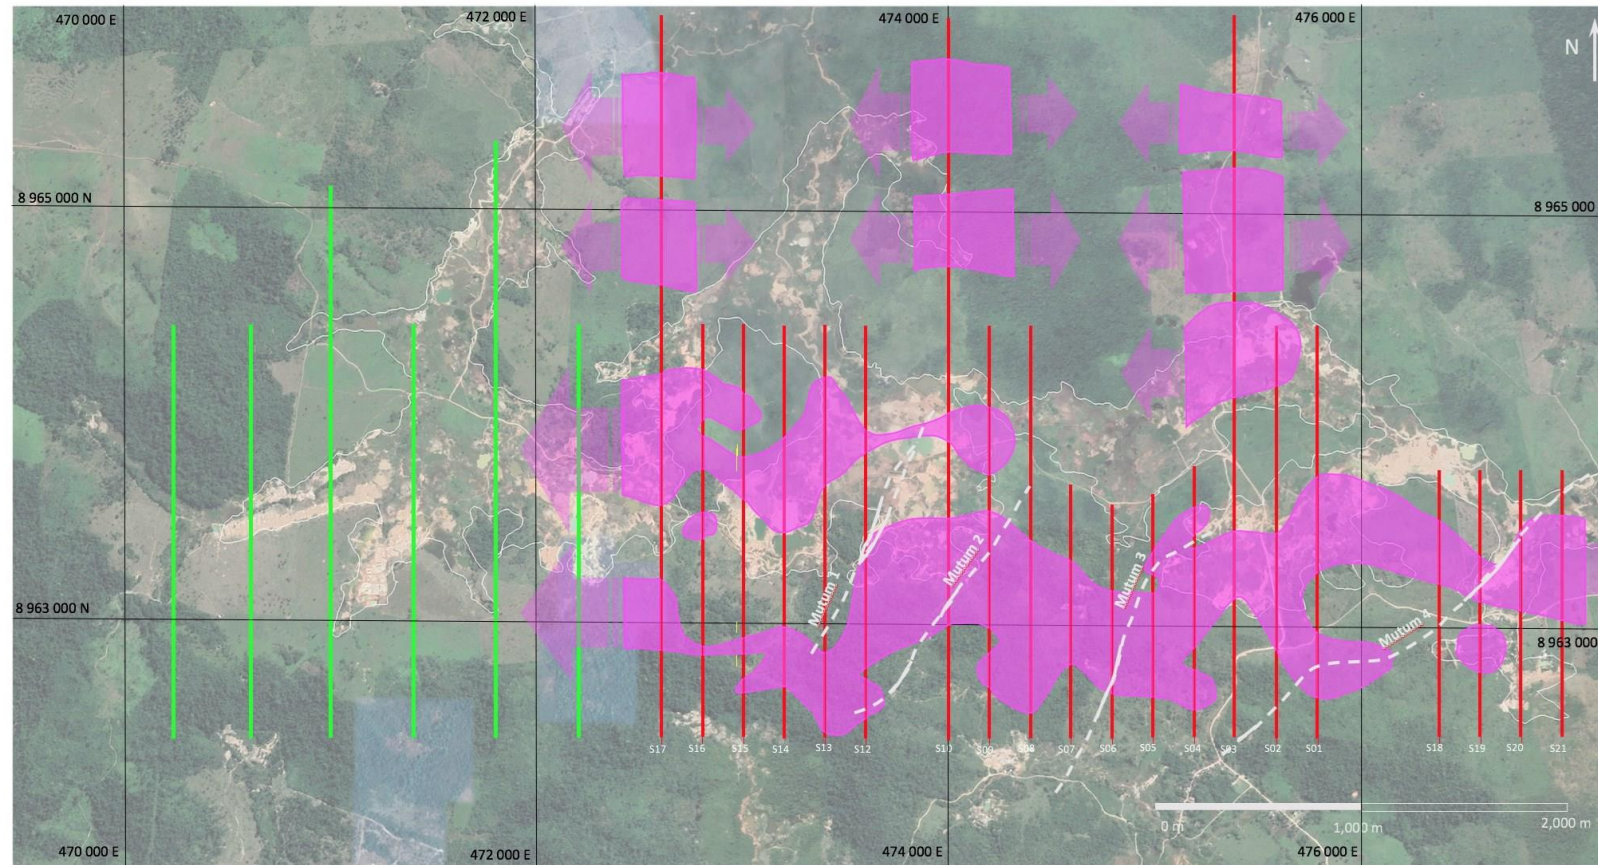 470 000 E
472 000 E
474 000 E
476 000 E
N
8 965 000 N
8 965 000
Mutum 1
Mutum 2
Mutum 3
Mutum 4
8 963 000 N
8 963 000
S17
S16
S15
S14
S13
S12
S10
S09
S08
S07
S06
S05
S04
S03
S02
S01
S18
S19
S20
S21
0 m
1,000 m
2,000 m
470 000 E
472 000 E
474 000 E
476 000 E